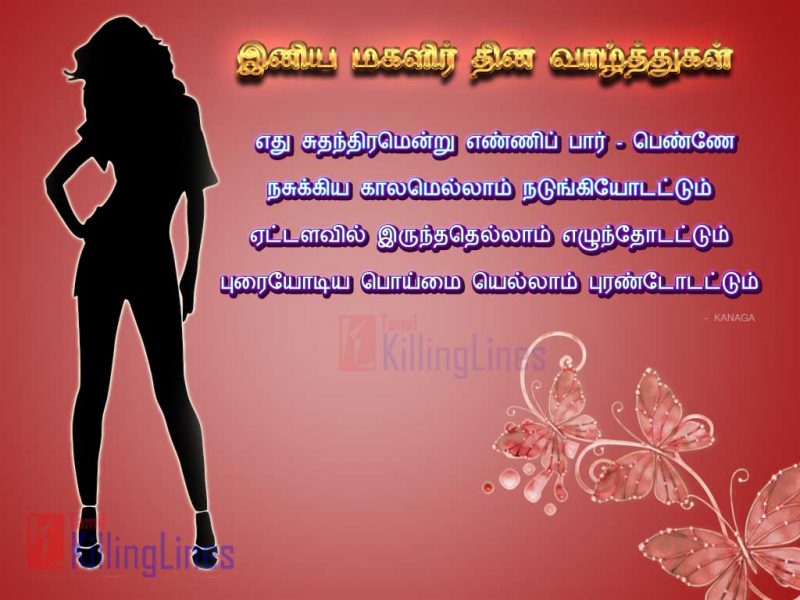 இனிய மகளிர் தின வாழ்த்துகள்
எது சுதந்திரமென்று எண்ணிப் பார் - பெண்ணே
நசுக்கிய காலமெல்லாம் நடுங்கியோடட்டும்
ஏட்டளவில் இருந்ததெல்லாம் எழுந்தோடட்டும்
புரையோடிய பொய்மை யெல்லாம் புரண்டோடட்டும்
- KANAGA
Tamil
KillingLines
Tamil
KillingLines